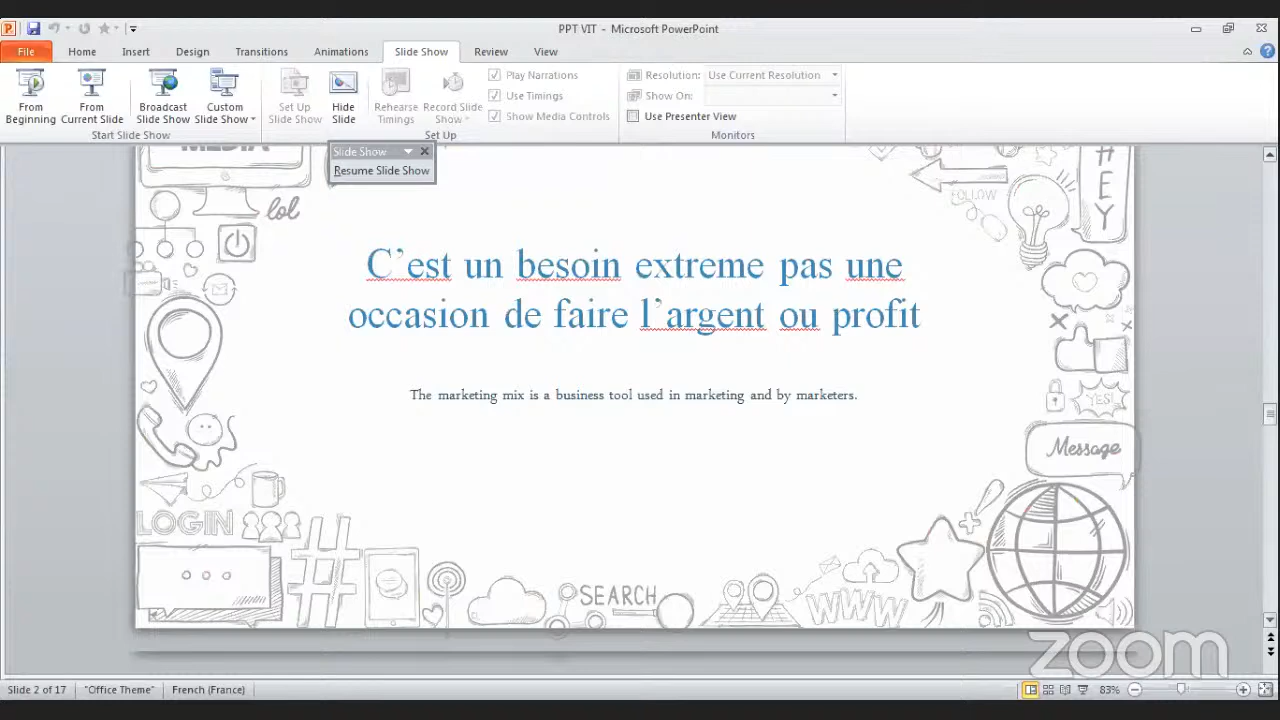 PPT VIT - Microsoft PowerPoint
File Home Insert Design Transitions Animations Slide Show Review View
From Beginning
From Current Slide
Broadcast Slide Show
Custom Slide Show
Set Up Slide Show
Hide Slide
Rehearse Timings
Record Slide Show
Play Narrations
Use Timings
Show Media Controls
Resolution: Use Current Resolution
Show On:
Use Presenter View
Start Slide Show
Set Up
Monitors
Slide Show
Resume Slide Show
MEDIA
lol
FOLLOW
HEY
C’est un besoin extreme pas une
occasion de faire l’argent ou profit
The marketing mix is a business tool used in marketing and by marketers.
YES!
Message
LOGIN
#
SEARCH
WWW
zoom
Slide 2 of 17 "Office Theme" French (France) 83%